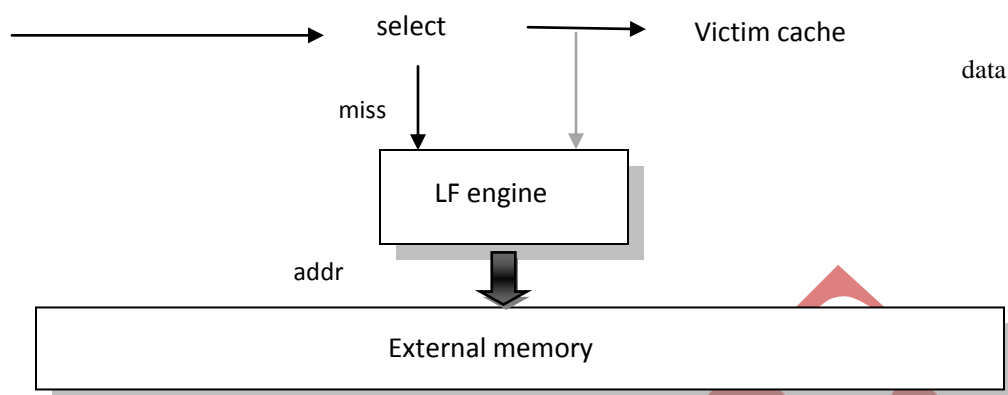 select
Victim cache
data
miss
LF engine
addr
External memory